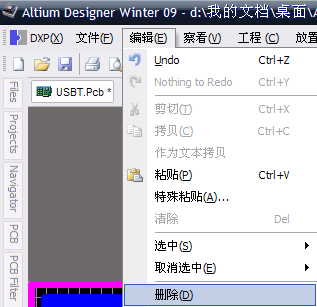 Altium Designer Winter 09 - d:\我的文档\桌面\A
DXP(X) 文件(F) 编辑(E) 察看(V) 工程(C) 放置
USBT.Pcb *
Files
Projects
Navigator
PCB
PCB Filter
Undo Ctrl+Z
Nothing to Redo Ctrl+Y
剪切(T) Ctrl+X
拷贝(C) Ctrl+C
作为文本拷贝
粘贴(P) Ctrl+V
特殊粘贴(A)...
清除 Del
选中(S)
取消选中(E)
删除(D)